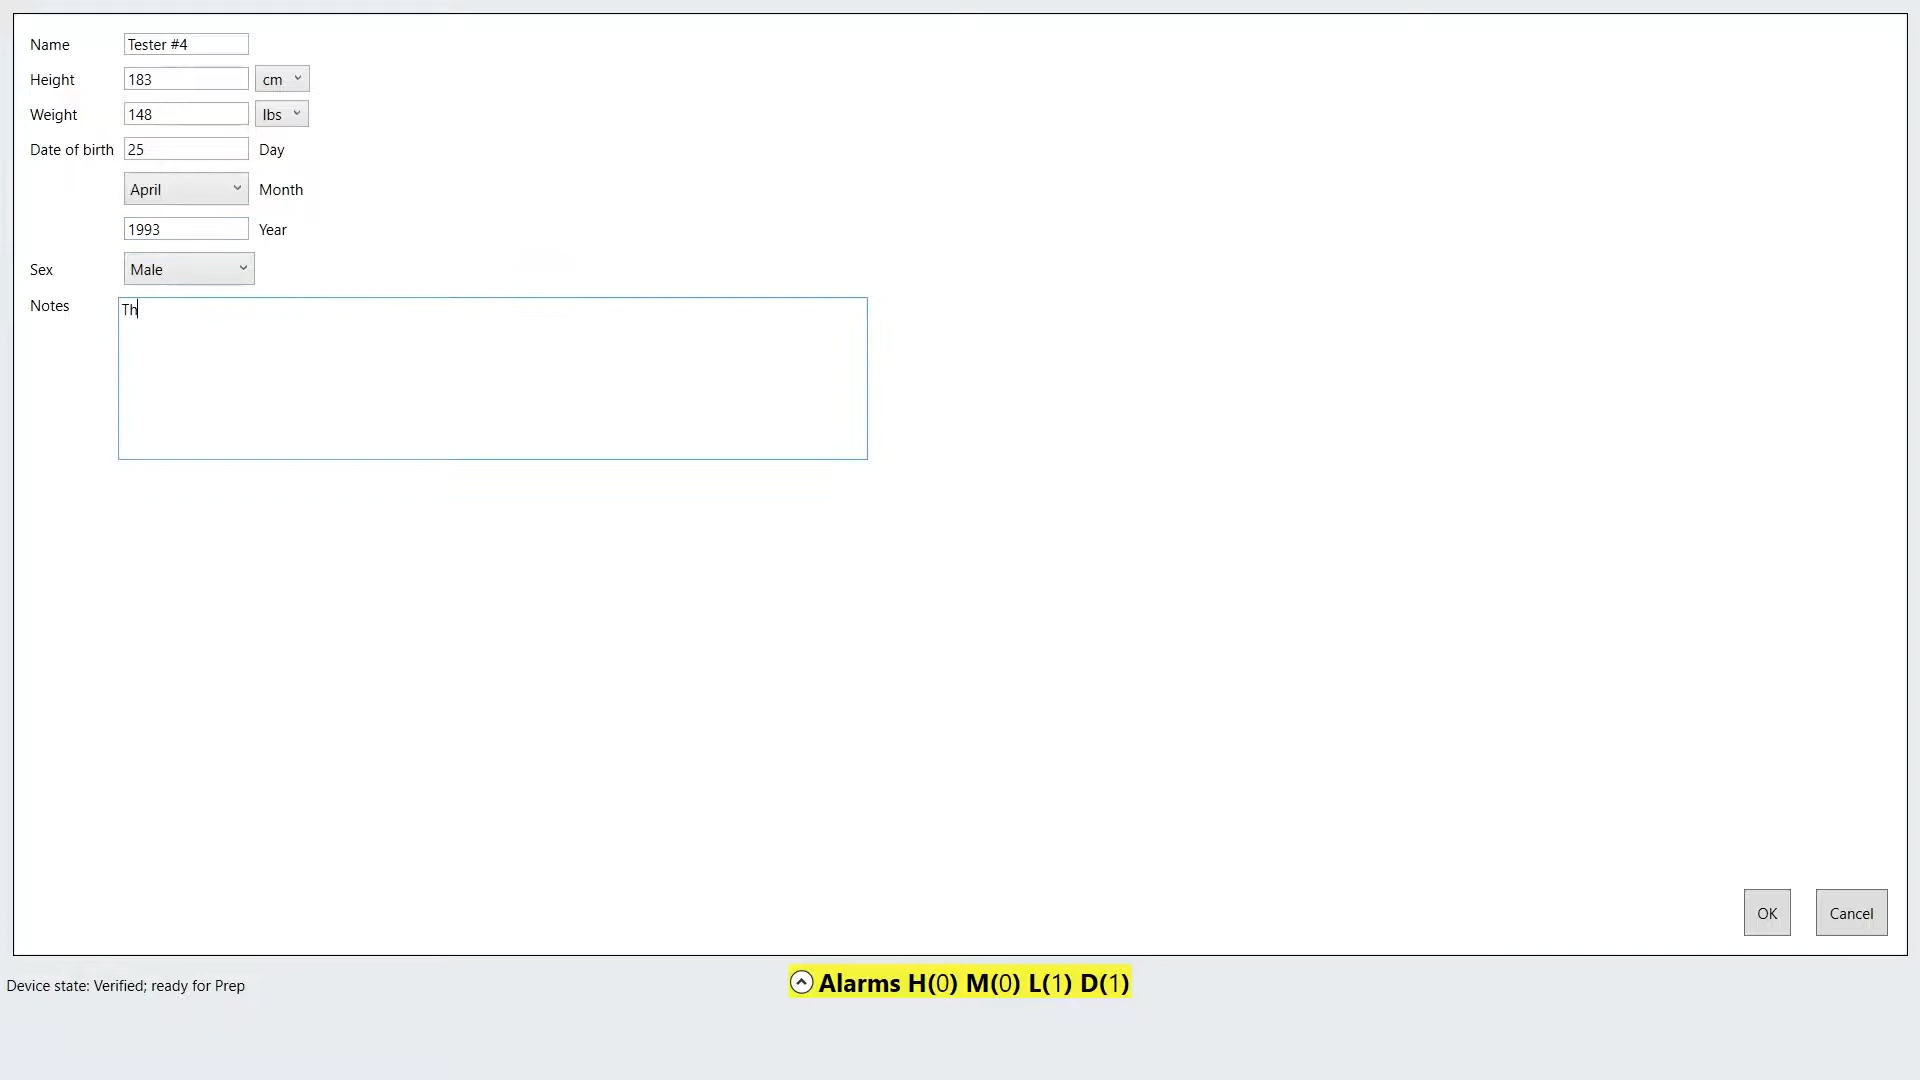 Name Tester #4
Height 183 cm
Weight 148 lbs
Date of birth 25 Day
April Month
1993 Year
Sex Male
Notes Th
OK Cancel
Device state: Verified; ready for Prep
Alarms H(0) M(0) L(1) D(1)